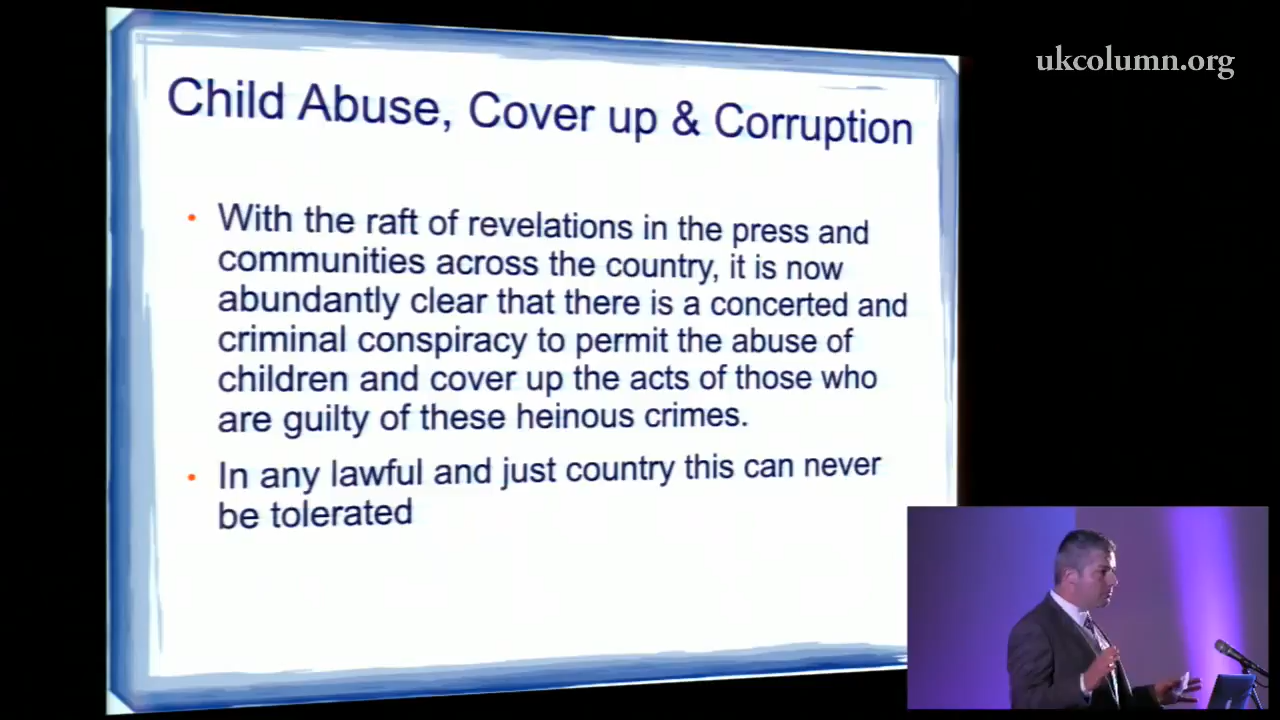 ukcolumn.org
Child Abuse, Cover up & Corruption
• With the raft of revelations in the press and
communities across the country, it is now
abundantly clear that there is a concerted and
criminal conspiracy to permit the abuse of
children and cover up the acts of those who
are guilty of these heinous crimes.
• In any lawful and just country this can never
be tolerated